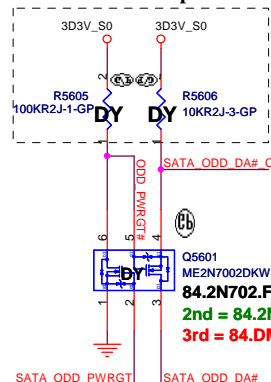 3D3V_S0 3D3V_S0
2
R5605 R5606
100KR2J-1-GP DY DY 10KR2J-3-GP
1 1
SATA_ODD_DA#_C
ODD_PWRGT#
6 5 4
Q5601
DY ME2N7002DKW
84.2N702.F
1 2 3
2nd = 84.2N
3rd = 84.DM
SATA_ODD_PWRGT SATA_ODD_DA#